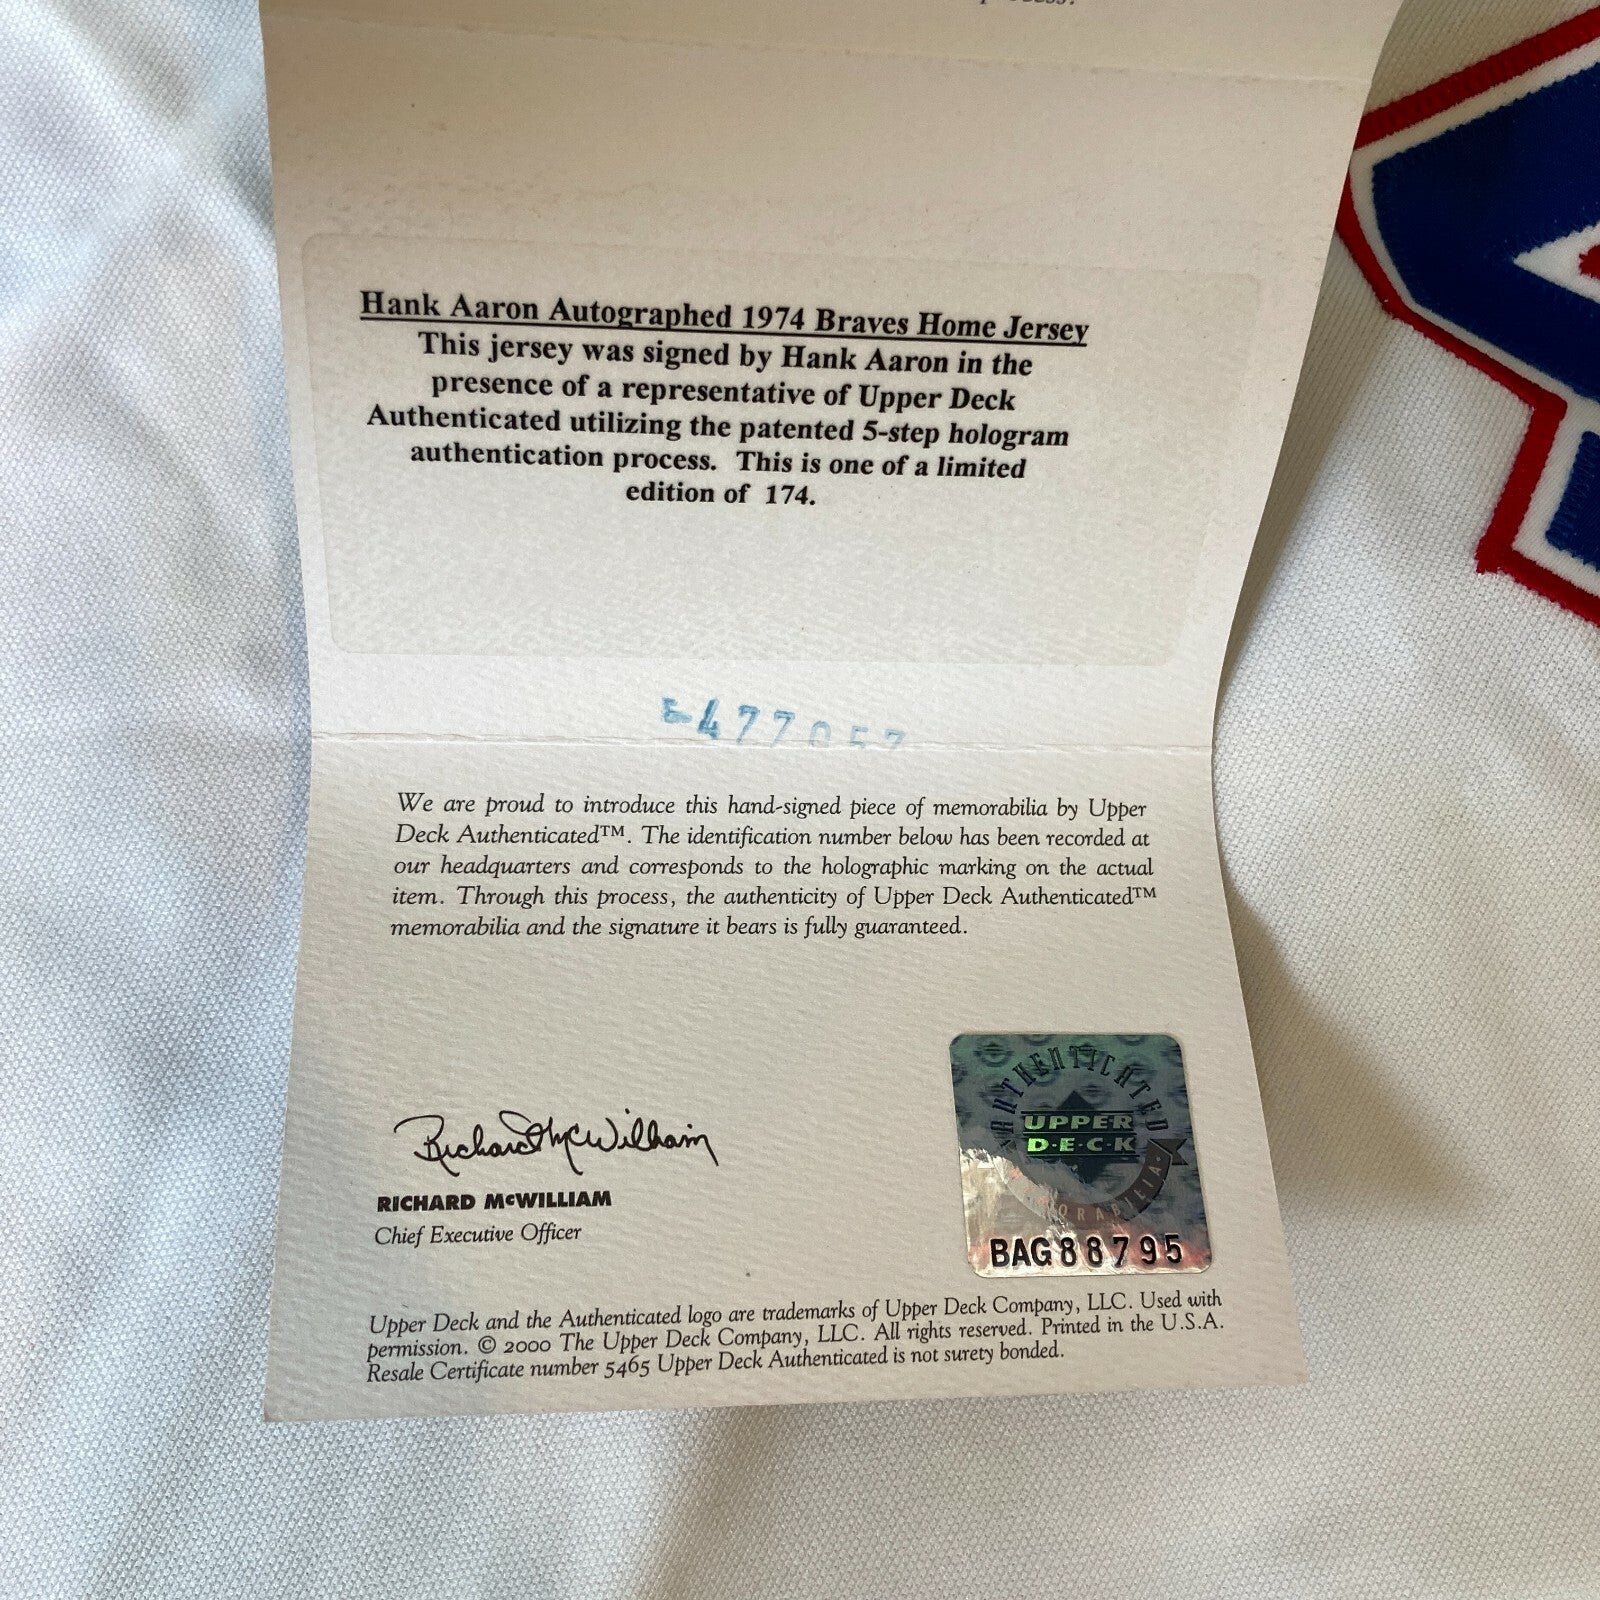 Hank Aaron Autographed 1974 Braves Home Jersey
This jersey was signed by Hank Aaron in the
presence of a representative of Upper Deck
Authenticated utilizing the patented 5-step hologram
authentication process. This is one of a limited
edition of 174.
We are proud to introduce this hand-signed piece of memorabilia by Upper
Deck Authenticated™. The identification number below has been recorded at
our headquarters and corresponds to the holographic marking on the actual
item. Through this process, the authenticity of Upper Deck Authenticated™
memorabilia and the signature it bears is fully guaranteed.
AUTHENTICATED
UPPER
D·E·C·K
Richard McWilliam
RICHARD McWILLIAM
Chief Executive Officer
BAG88795
Upper Deck and the Authenticated logo are trademarks of Upper Deck Company, LLC. Used with
permission. © 2000 The Upper Deck Company, LLC. All rights reserved. Printed in the U.S.A.
Resale Certificate number 5465 Upper Deck Authenticated is not surety bonded.